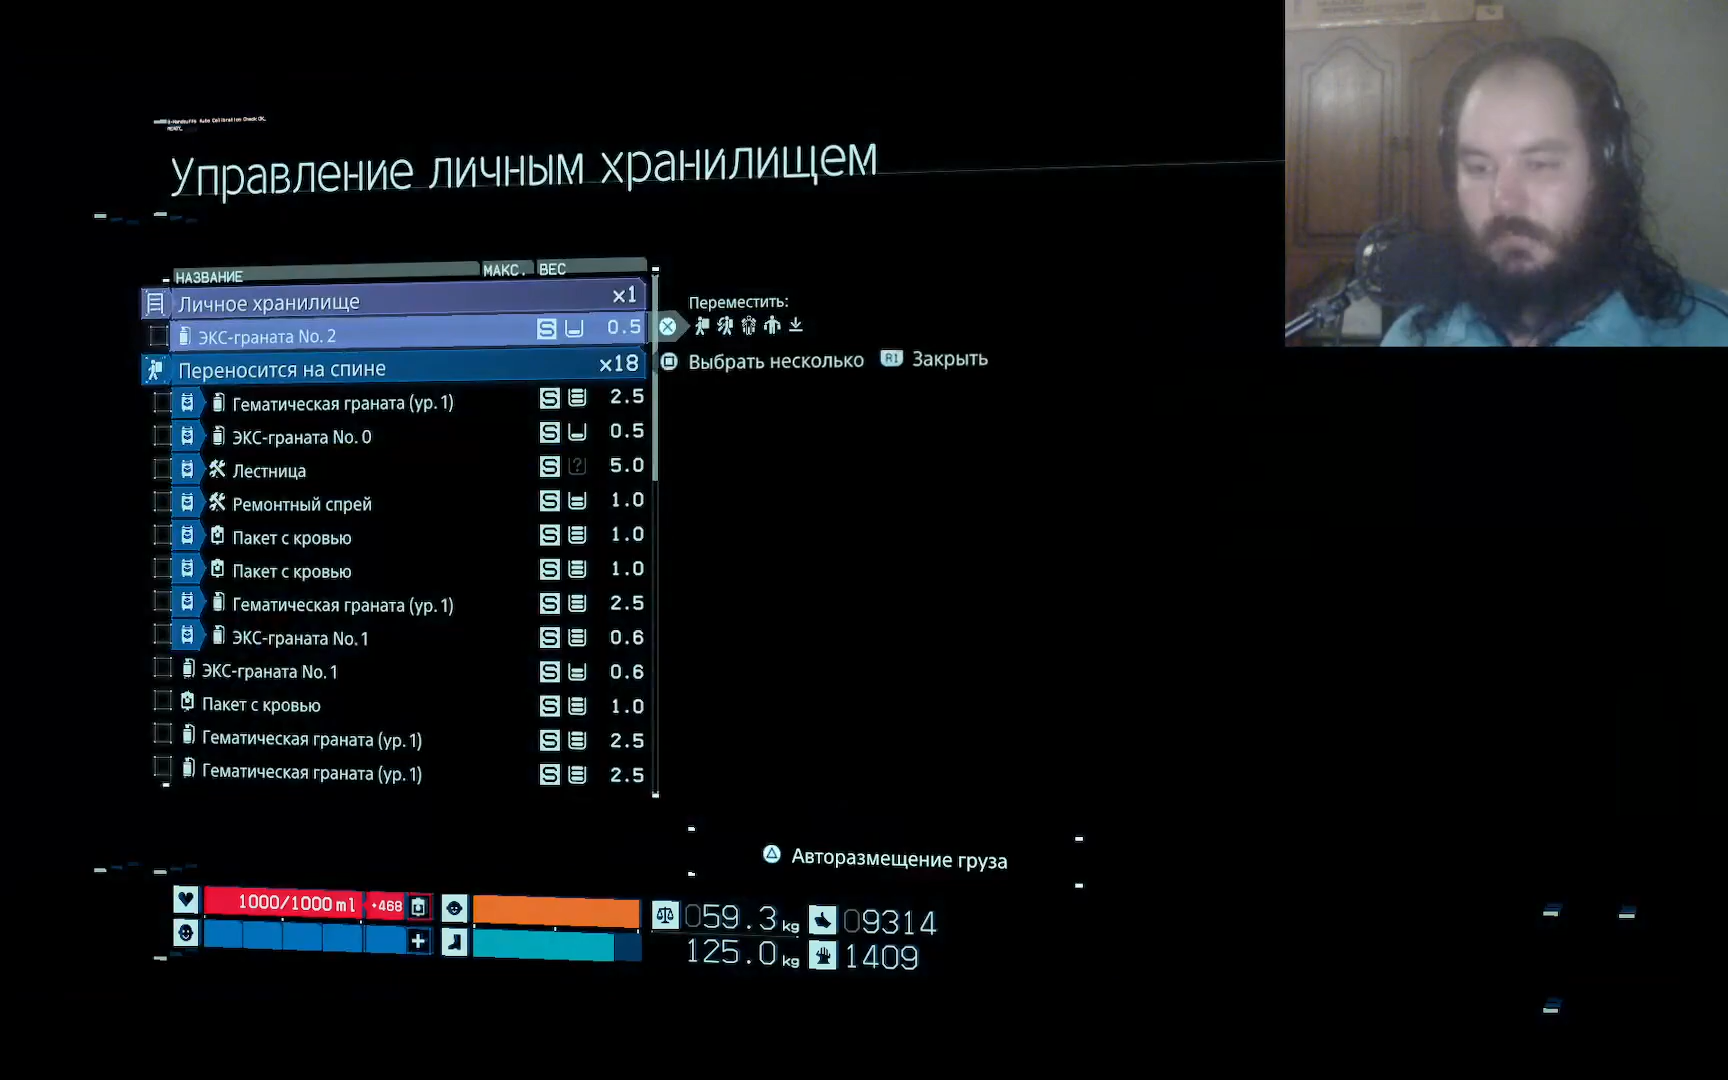 Управление личным хранилищем
НАЗВАНИЕ МАКС. ВЕС
Личное хранилище x1
ЭКС-граната No. 2 S 0.5
Переместить:
Переносится на спине x18
Выбрать несколько R1 Закрыть
Гематическая граната (ур.1) S 2.5
ЭКС-граната No. 0 S 0.5
Лестница S ? 5.0
Ремонтный спрей S 1.0
Пакет с кровью S 1.0
Пакет с кровью S 1.0
Гематическая граната (ур.1) S 2.5
ЭКС-граната No. 1 S 0.6
ЭКС-граната No. 1 S 0.6
Пакет с кровью S 1.0
Гематическая граната (ур.1) S 2.5
Гематическая граната (ур.1) S 2.5
Авторазмещение груза
1000/1000 ml +468 059.3 kg 09314
125.0 kg 1409